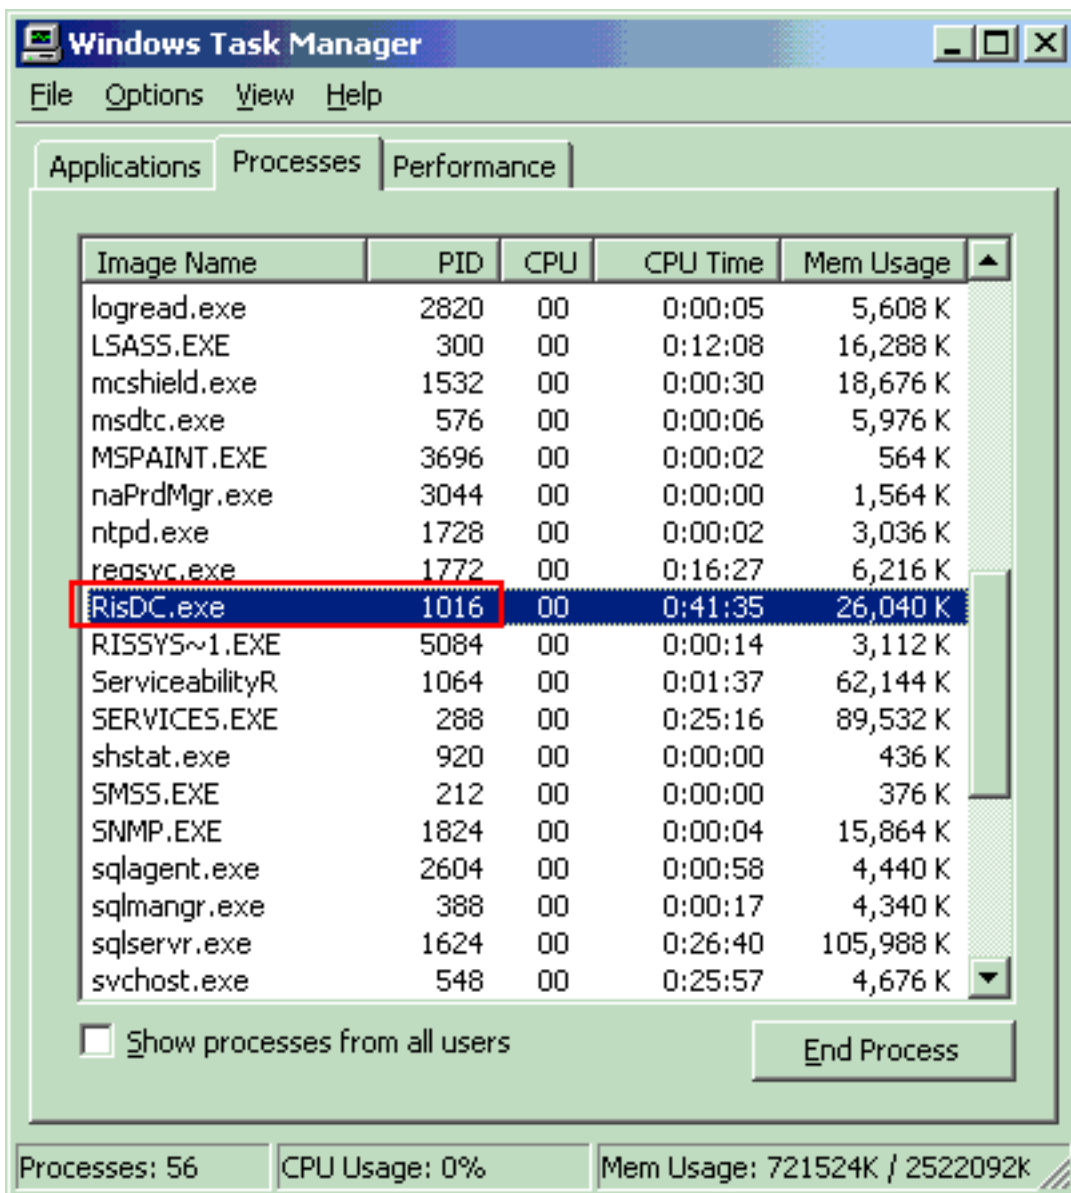 Windows Task Manager
File Options View Help
Applications Processes Performance
Image Name PID CPU CPU Time Mem Usage
logread.exe 2820 00 0:00:05 5,608 K
LSASS.EXE 300 00 0:12:08 16,288 K
mcshield.exe 1532 00 0:00:30 18,676 K
msdtc.exe 576 00 0:00:06 5,976 K
MSPAINT.EXE 3696 00 0:00:02 564 K
naPrdMgr.exe 3044 00 0:00:00 1,564 K
ntpd.exe 1728 00 0:00:02 3,036 K
regsvc.exe 1772 00 0:16:27 6,216 K
RisDC.exe 1016 00 0:41:35 26,040 K
RISSYS~1.EXE 5084 00 0:00:14 3,112 K
ServiceabilityR 1064 00 0:01:37 62,144 K
SERVICES.EXE 288 00 0:25:16 89,532 K
shstat.exe 920 00 0:00:00 436 K
SMSS.EXE 212 00 0:00:00 376 K
SNMP.EXE 1824 00 0:00:04 15,864 K
sqlagent.exe 2604 00 0:00:58 4,440 K
sqlmangr.exe 388 00 0:00:17 4,340 K
sqlservr.exe 1624 00 0:26:40 105,988 K
svchost.exe 548 00 0:25:57 4,676 K
Show processes from all users End Process
Processes: 56 CPU Usage: 0% Mem Usage: 721524K / 2522092K